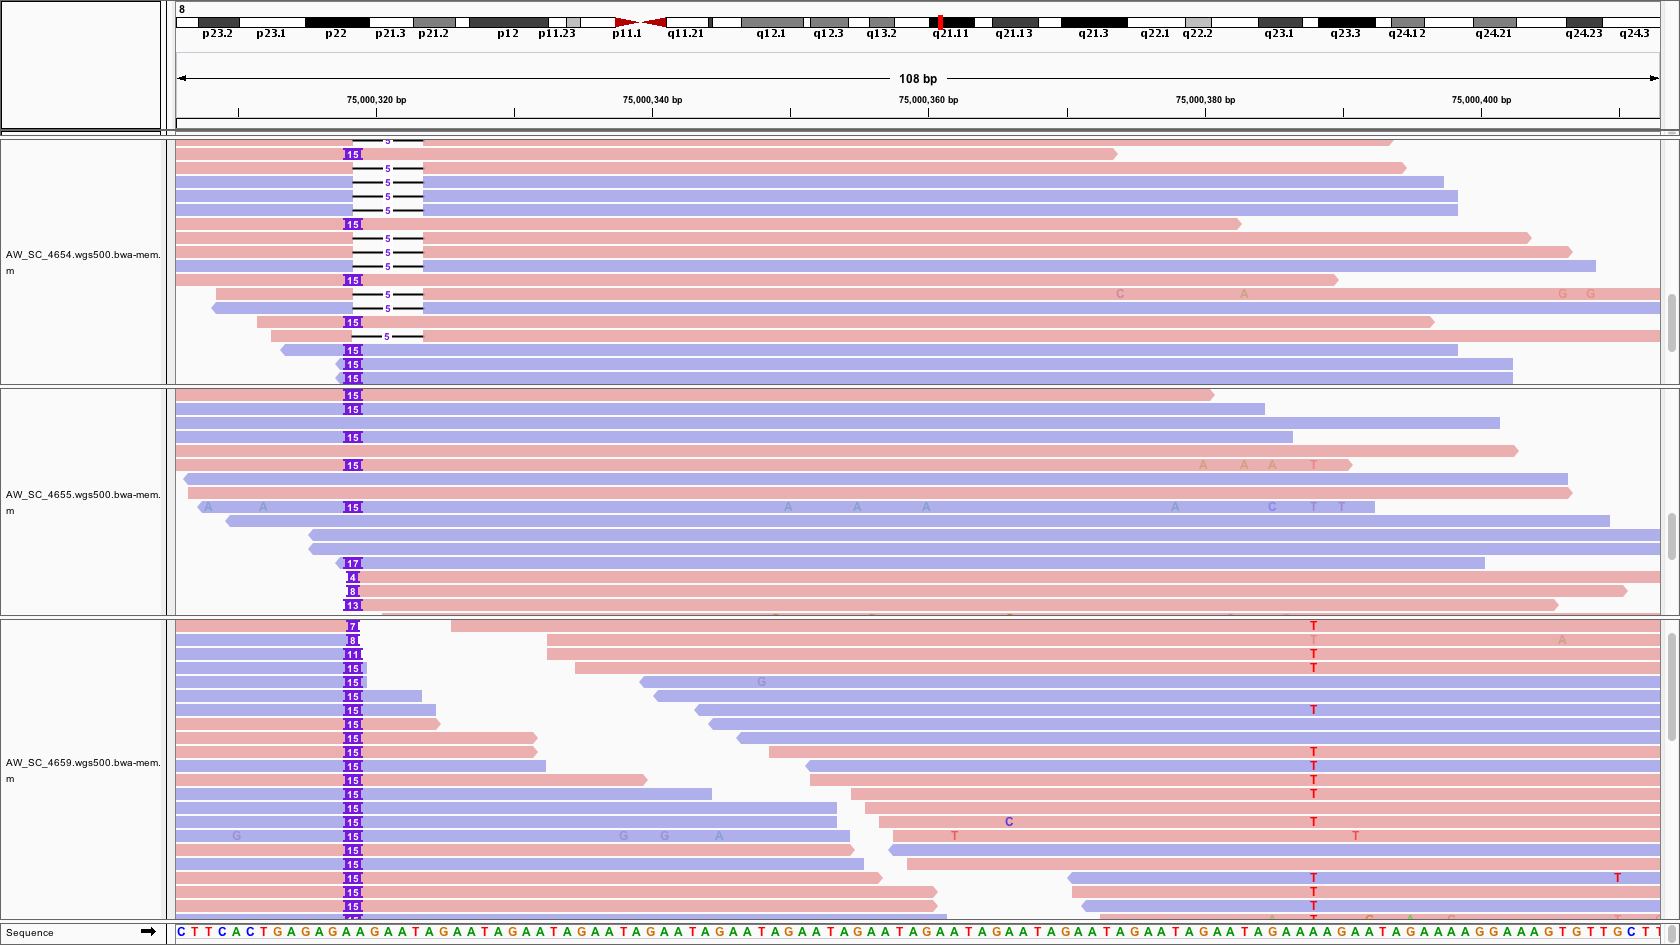 8
p23.2 p23.1 p22 p21.3 p21.2 p12 p11.23 p11.1 q11.21 q12.1 q12.3 q13.2 q21.11 q21.13 q21.3 q22.1 q22.2 q23.1 q23.3 q24.12 q24.21 q24.23 q24.3
108 bp
75,000,320 bp 75,000,340 bp 75,000,360 bp 75,000,380 bp 75,000,400 bp
AW_SC_4654.wgs500.bwa-mem.
m
5
15
5
5
5
5
15
5
5
5
15
5 C A G G
5
15
5
15
15
15
AW_SC_4655.wgs500.bwa-mem.
m
15
15
15
15 A A A T
A A 15 A A A A C T T
17
4
8
13
AW_SC_4659.wgs500.bwa-mem.
m
7 T
8 T A
11 T
15 T
15 G
15
15 T
15
15
15 T
15 T
15 T
15 T
15
15 C T
G 15 G G A T T
15
15
15 T T
15 T
15 T
15 A T G A G T
Sequence
C T T C A C T G A G A G A A G A A T A G A A T A G A A T A G A A T A G A A T A G A A T A G A A T A G A A T A G A A T A G A A T A G A A T A G A A T A G A A T A G A A A A G A A T A G A A A A G G A A A G T G T T G C T T